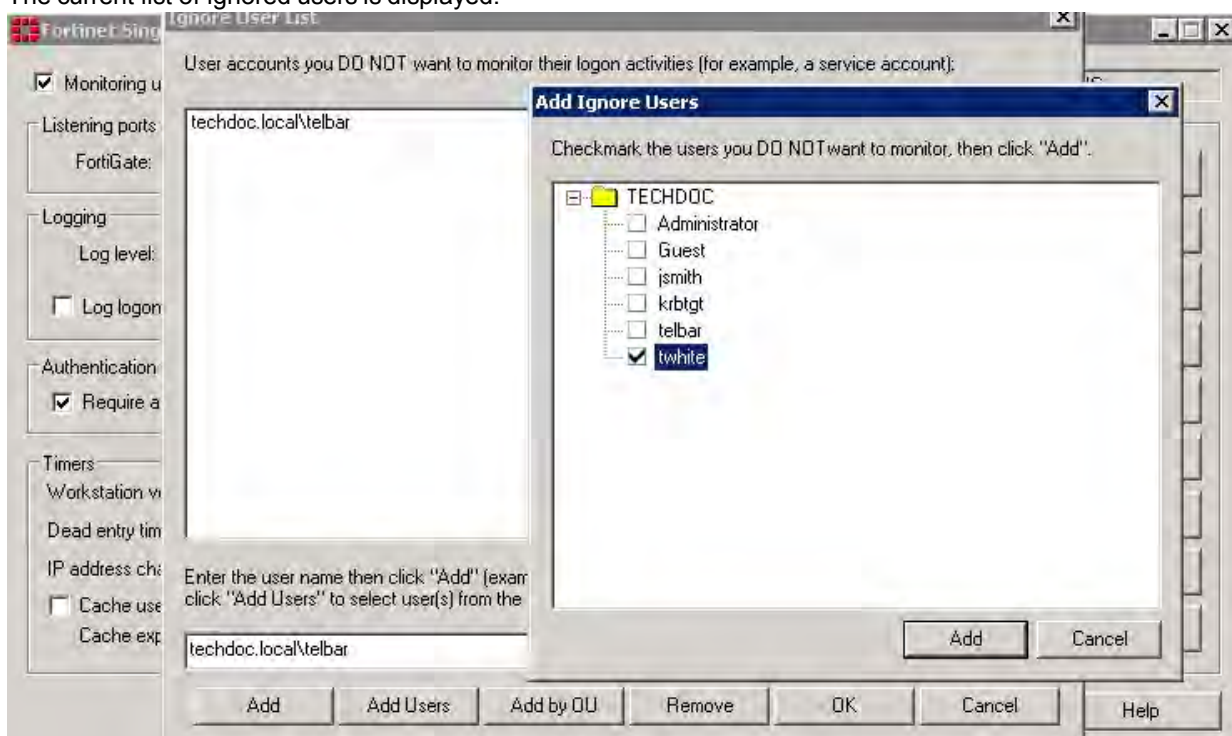 The current list of ignored users is displayed.
Fortinet Sing
Ignore User List
Monitoring u
Listening ports
FortiGate:
Logging
Log level:
Log logon
Authentication
Require a
Timers
Workstation v
Dead entry tim
IP address cha
Cache use
Cache exp
User accounts you DO NOT want to monitor their logon activities (for example, a service account):
techdoc.local\telbar
Add Ignore Users
Checkmark the users you DO NOT want to monitor, then click "Add".
TECHDOC
Administrator
Guest
jsmith
krbtgt
telbar
twhite
Add
Cancel
Enter the user name then click "Add" (exam
click "Add Users" to select user(s) from the
techdoc.local\telbar
Add
Add Users
Add by OU
Remove
OK
Cancel
Help